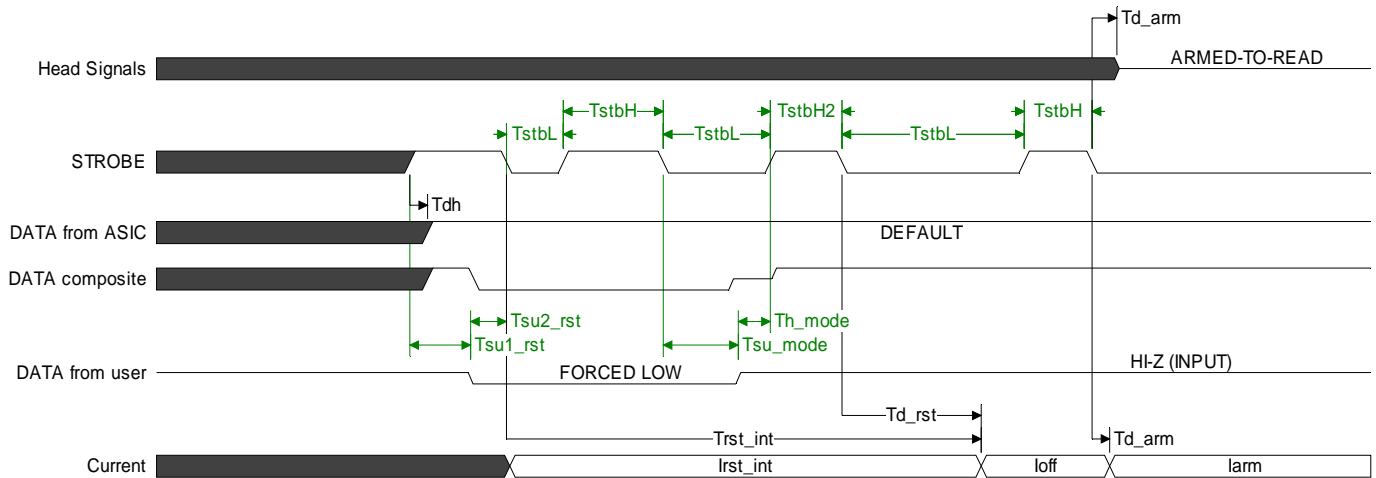 Td_arm
Head Signals
ARMED-TO-READ
TstbL
TstbH
TstbL
TstbH2
TstbL
TstbH
STROBE
Tdh
DATA from ASIC
DEFAULT
DATA composite
Tsu2_rst
Th_mode
Tsu1_rst
Tsu_mode
DATA from user
FORCED LOW
HI-Z (INPUT)
Td_rst
Trst_int
Td_arm
Current
Irst_int
Ioff
Iarm